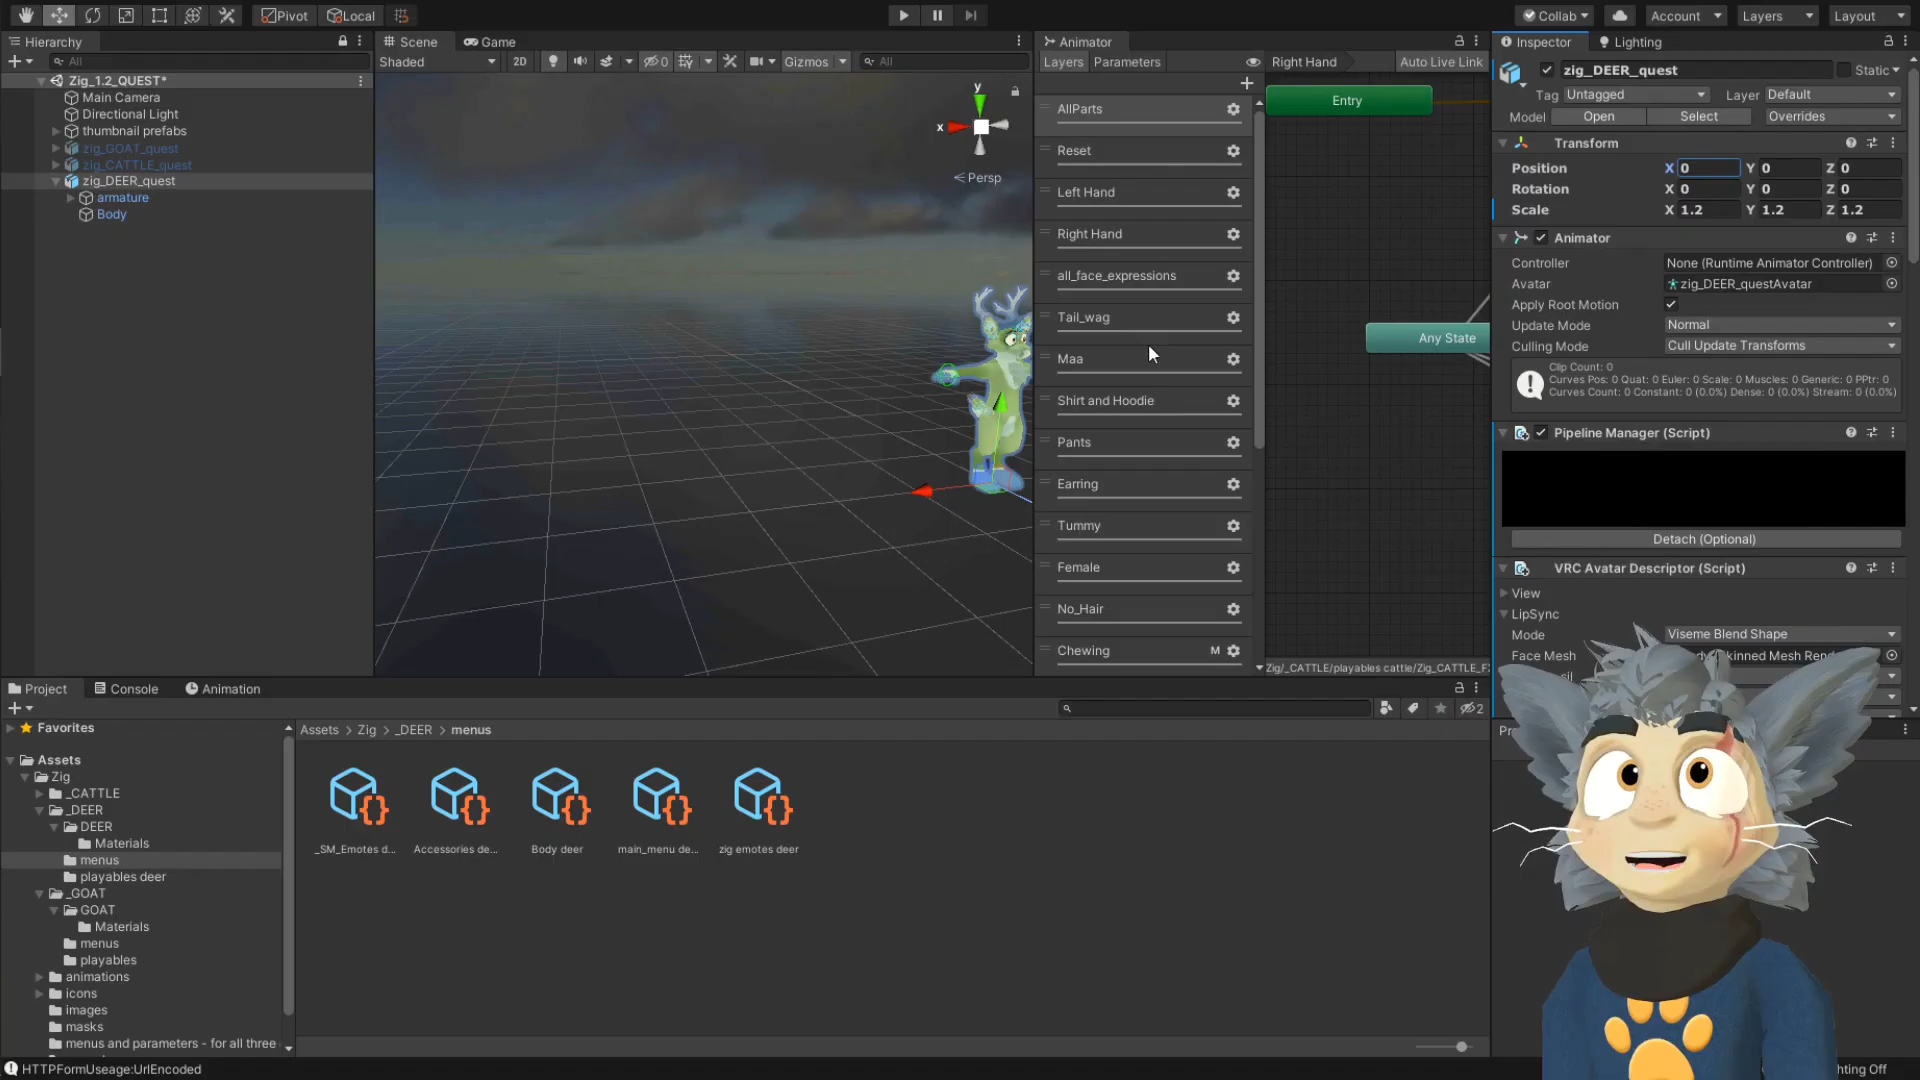 Pivot
Local
Collab
Account
Layers
Layout
Hierarchy
Scene
Game
Animator
Inspector
Lighting
All
Shaded
2D
0
Gizmos
All
Layers
Parameters
Right Hand
Auto Live Link
Zig_1.2_QUEST*
Main Camera
Directional Light
thumbnail prefabs
zig_GOAT_quest
zig_CATTLE_quest
zig_DEER_quest
armature
Body
y
x
Persp
AllParts
Reset
Left Hand
Right Hand
all_face_expressions
Tail_wag
Maa
Shirt and Hoodie
Pants
Earring
Tummy
Female
No_Hair
Chewing
M
Entry
Any State
Zig/_CATTLE/playables cattle/Zig_CATTLE_F
zig_DEER_quest
Static
Tag Untagged
Layer Default
Model Open Select Overrides
Transform
Position X 0 Y 0 Z 0
Rotation X 0 Y 0 Z 0
Scale X 1.2 Y 1.2 Z 1.2
Animator
Controller None (Runtime Animator Controller)
Avatar zig_DEER_questAvatar
Apply Root Motion
Update Mode Normal
Culling Mode Cull Update Transforms
Clip Count: 0
Curves Pos: 0 Quat: 0 Euler: 0 Scale: 0 Muscles: 0 Generic: 0 PPtr: 0
Curves Count: 0 Constant: 0 (0.0%) Dense: 0 (0.0%) Stream: 0 (0.0%)
Pipeline Manager (Script)
Detach (Optional)
VRC Avatar Descriptor (Script)
View
LipSync
Mode Viseme Blend Shape
Face Mesh
Project
Console
Animation
2
Favorites
Assets
Zig
_CATTLE
_DEER
DEER
Materials
menus
playables deer
_GOAT
GOAT
Materials
menus
playables
animations
icons
images
masks
menus and parameters - for all three
Assets > Zig > _DEER > menus
_SM_Emotes d...
Accessories de...
Body deer
main_menu de...
zig emotes deer
HTTPFormUseage:UrlEncoded
hting Off